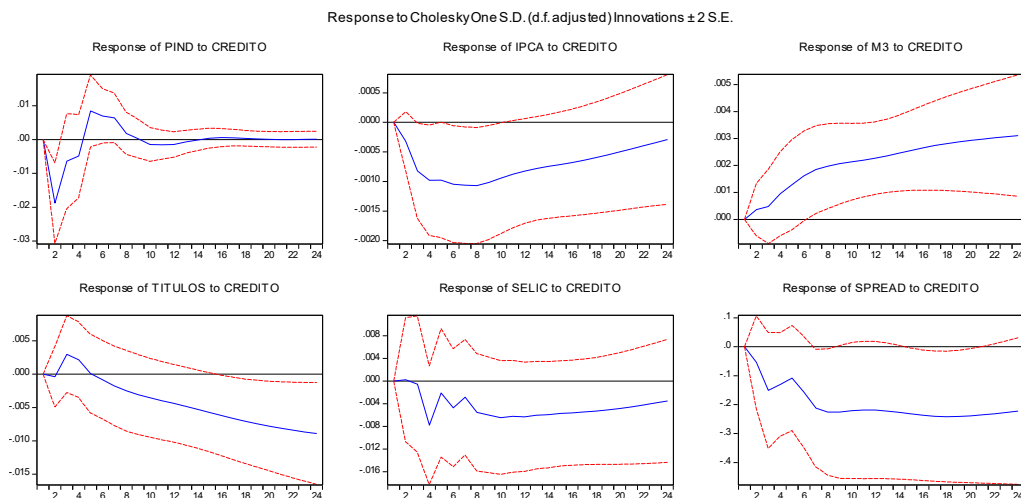 Response to Cholesky One S.D. (d.f. adjusted) Innovations ± 2 S.E.
Response of PIND to CREDITO
.01
.00
-.01
-.02
-.03
2 4 6 8 10 12 14 16 18 20 22 24
Response of IPCA to CREDITO
.0005
.0000
-.0005
-.0010
-.0015
-.0020
2 4 6 8 10 12 14 16 18 20 22 24
Response of M3 to CREDITO
.005
.004
.003
.002
.001
.000
2 4 6 8 10 12 14 16 18 20 22 24
Response of TITULOS to CREDITO
.005
.000
-.005
-.010
-.015
2 4 6 8 10 12 14 16 18 20 22 24
Response of SELIC to CREDITO
.008
.004
.000
-.004
-.008
-.012
-.016
2 4 6 8 10 12 14 16 18 20 22 24
Response of SPREAD to CREDITO
.1
.0
-.1
-.2
-.3
-.4
2 4 6 8 10 12 14 16 18 20 22 24